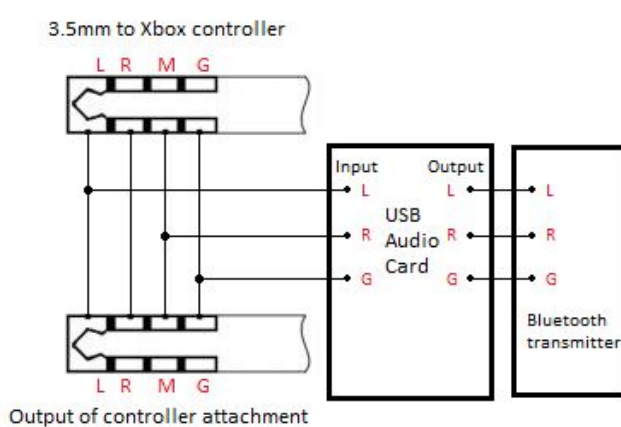 3.5mm to Xbox controller
L R M G
Input Output
L L L
USB
R Audio R R
Card
G G G
Bluetooth
transmitter
L R M G
Output of controller attachment